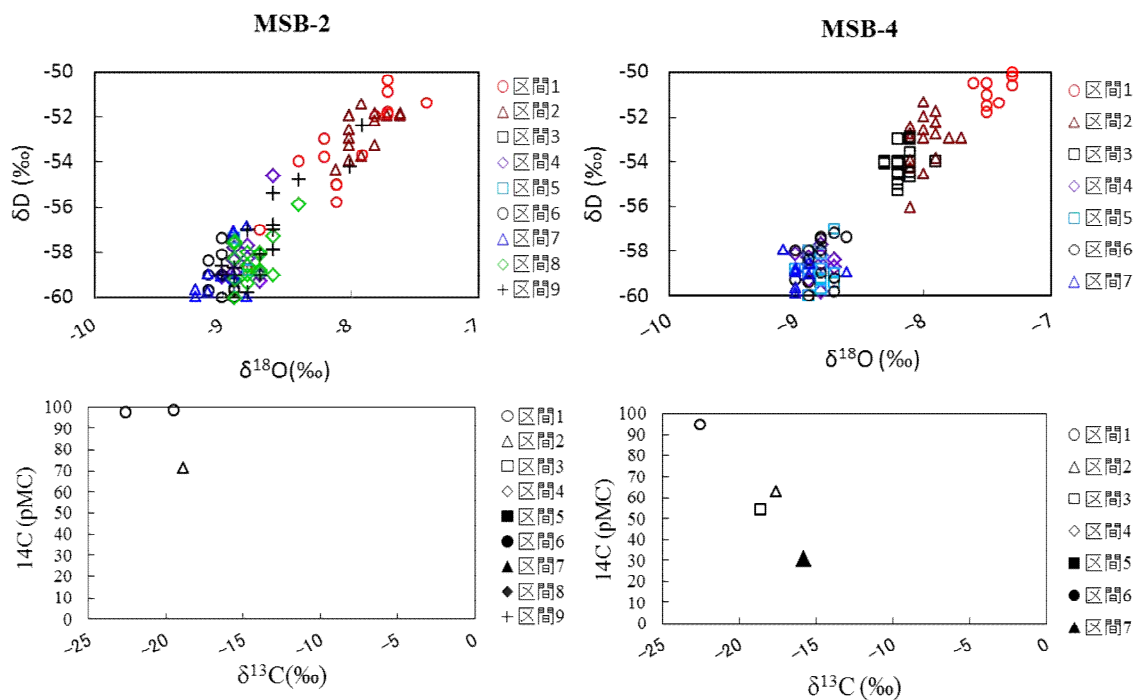 MSB-2
-50
-52
-54
-56
-58
-60
δD (‰)
-10
-9
-8
-7
δ18O(‰)
区間1
区間2
区間3
区間4
区間5
区間6
区間7
区間8
区間9
MSB-4
-50
-52
-54
-56
-58
-60
δD (‰)
-10
-9
-8
-7
δ18O(‰)
区間1
区間2
区間3
区間4
区間5
区間6
区間7
100
90
80
70
60
50
40
30
20
10
0
14C (pMC)
-25
-20
-15
-10
-5
0
δ13C(‰)
区間1
区間2
区間3
区間4
区間5
区間6
区間7
区間8
区間9
100
90
80
70
60
50
40
30
20
10
0
14C (pMC)
-25
-20
-15
-10
-5
0
δ13C(‰)
区間1
区間2
区間3
区間4
区間5
区間6
区間7